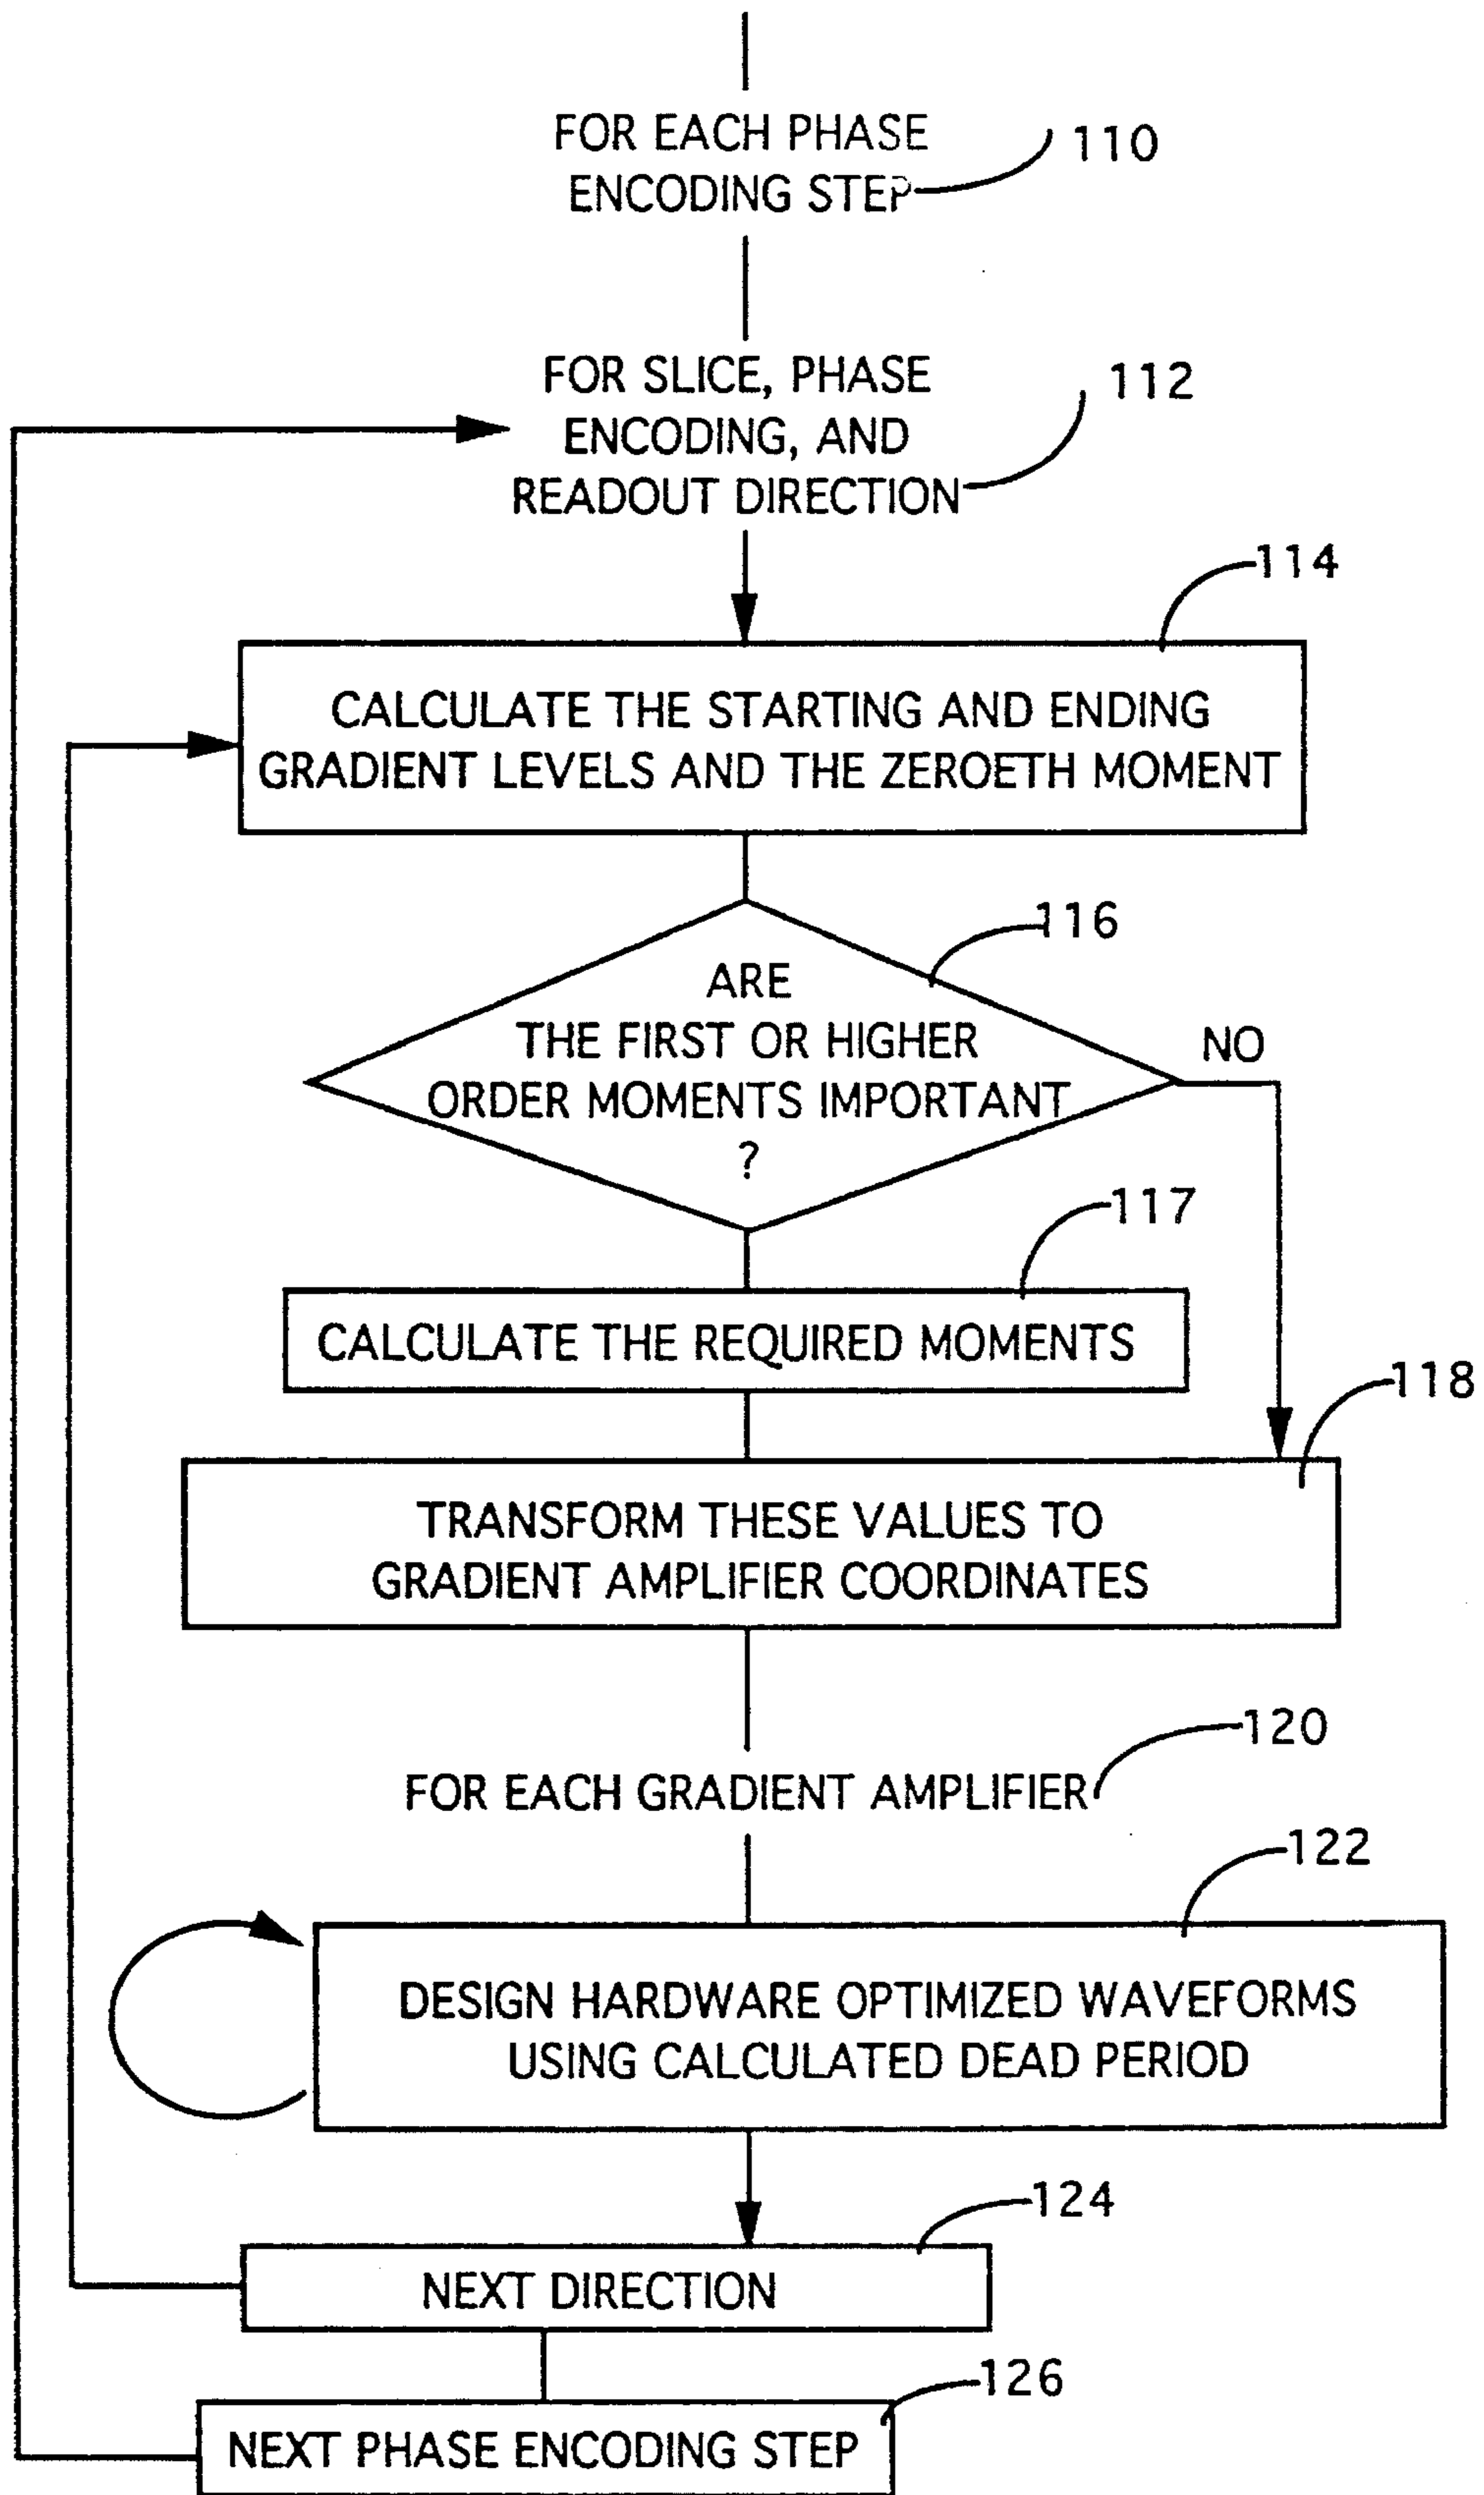 FOR EACH PHASE
ENCODING STEP
110
FOR SLICE, PHASE
ENCODING, AND
READOUT DIRECTION
112
114
CALCULATE THE STARTING AND ENDING
GRADIENT LEVELS AND THE ZEROETH MOMENT
116
ARE
THE FIRST OR HIGHER
ORDER MOMENTS IMPORTANT
?
NO
117
CALCULATE THE REQUIRED MOMENTS
118
TRANSFORM THESE VALUES TO
GRADIENT AMPLIFIER COORDINATES
120
FOR EACH GRADIENT AMPLIFIER
122
DESIGN HARDWARE OPTIMIZED WAVEFORMS
USING CALCULATED DEAD PERIOD
124
NEXT DIRECTION
126
NEXT PHASE ENCODING STEP